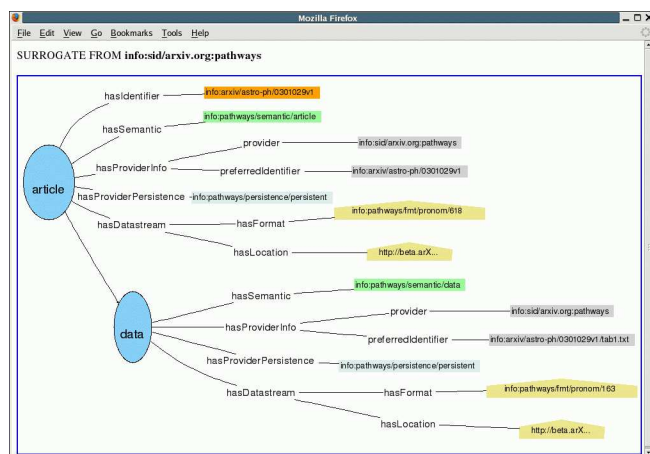 Mozilla Firefox
File Edit View Go Bookmarks Tools Help
SURROGATE FROM info:sid/arxiv.org:pathways
hasIdentifier
info:arxiv/astro-ph/0301029v1
hasSemantic
info:pathways/semantic/article
provider
info:sid/arxiv.org:pathways
hasProviderInfo
preferredIdentifier
info:arxiv/astro-ph/0301029v1
article
hasProviderPersistence
info:pathways/persistence/persistent
hasDatastream
hasFormat
info:pathways/fmt/pronom/618
hasLocation
http://beta.arX...
hasSemantic
info:pathways/semantic/data
provider
info:sid/arxiv.org:pathways
hasProviderInfo
data
preferredIdentifier
info:arxiv/astro-ph/0301029v1/tab1.txt
hasProviderPersistence
info:pathways/persistence/persistent
hasDatastream
hasFormat
info:pathways/fmt/pronom/163
hasLocation
http://beta.arX...